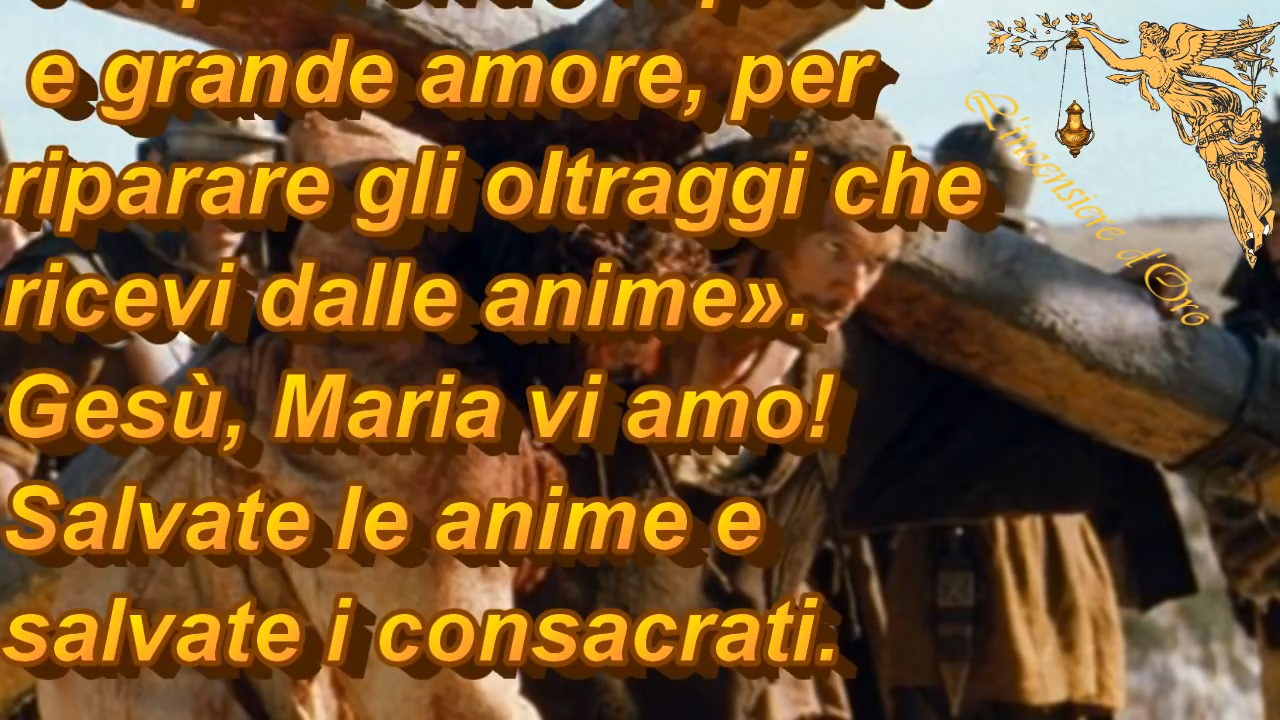 e grande amore, per
riparare gli oltraggi che
ricevi dalle anime».
Gesù, Maria vi amo!
Salvate le anime e
salvate i consacrati.
L'incensiere d'Oro